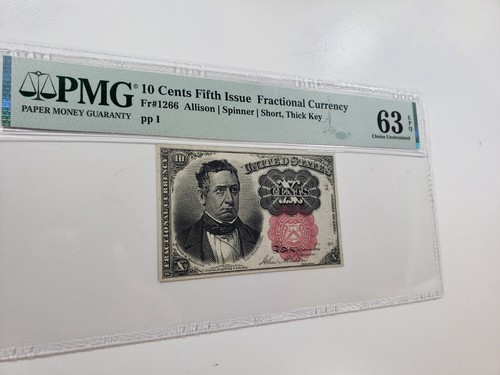 PMG
PAPER MONEY GUARANTY
10 Cents Fifth Issue Fractional Currency
Fr#1266 Allison | Spinner | Short, Thick Key
pp 1
63 EPQ
Choice Uncirculated
10
FRACTIONAL CURRENCY
UNITED STATES
X
CENTS
X